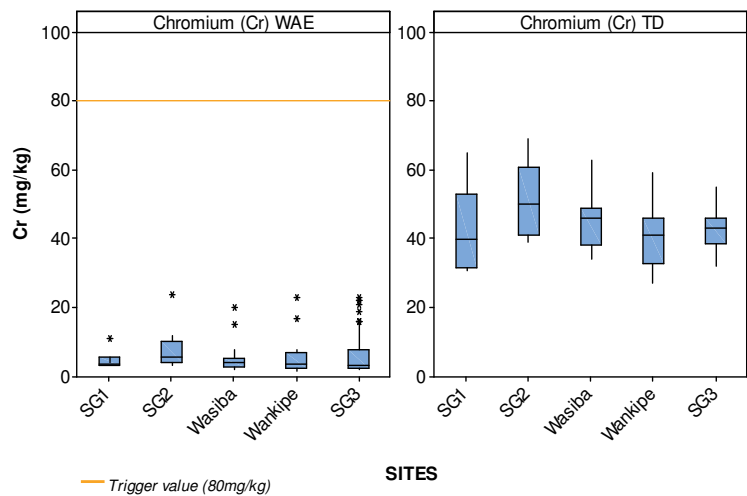 Chromium (Cr) WAE
Chromium (Cr) TD
Cr (mg/kg)
100
80
60
40
20
0
100
80
60
40
20
0
SG1
SG2
Wasiba
Wankipe
SG3
SG1
SG2
Wasiba
Wankipe
SG3
SITES
Trigger value (80mg/kg)